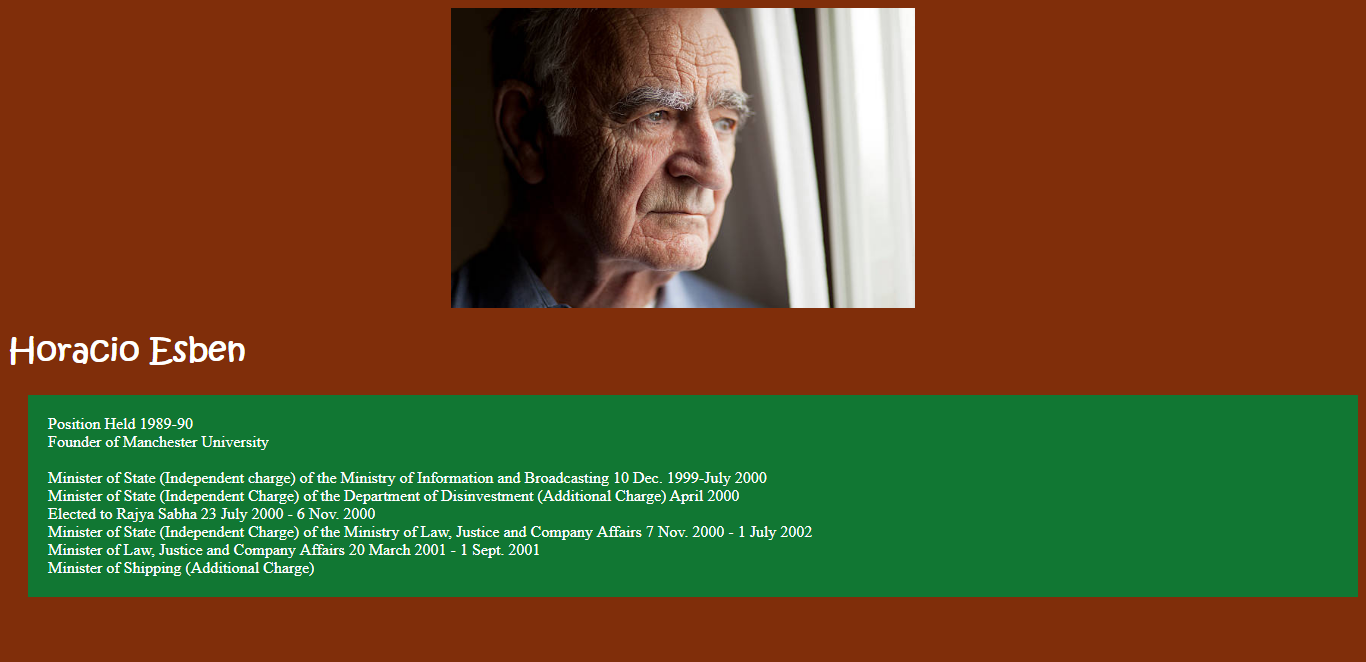 Horacio Esben
Position Held 1989-90
Founder of Manchester University
Minister of State (Independent charge) of the Ministry of Information and Broadcasting 10 Dec. 1999-July 2000
Minister of State (Independent Charge) of the Department of Disinvestment (Additional Charge) April 2000
Elected to Rajya Sabha 23 July 2000 - 6 Nov. 2000
Minister of State (Independent Charge) of the Ministry of Law, Justice and Company Affairs 7 Nov. 2000 - 1 July 2002
Minister of Law, Justice and Company Affairs 20 March 2001 - 1 Sept. 2001
Minister of Shipping (Additional Charge)